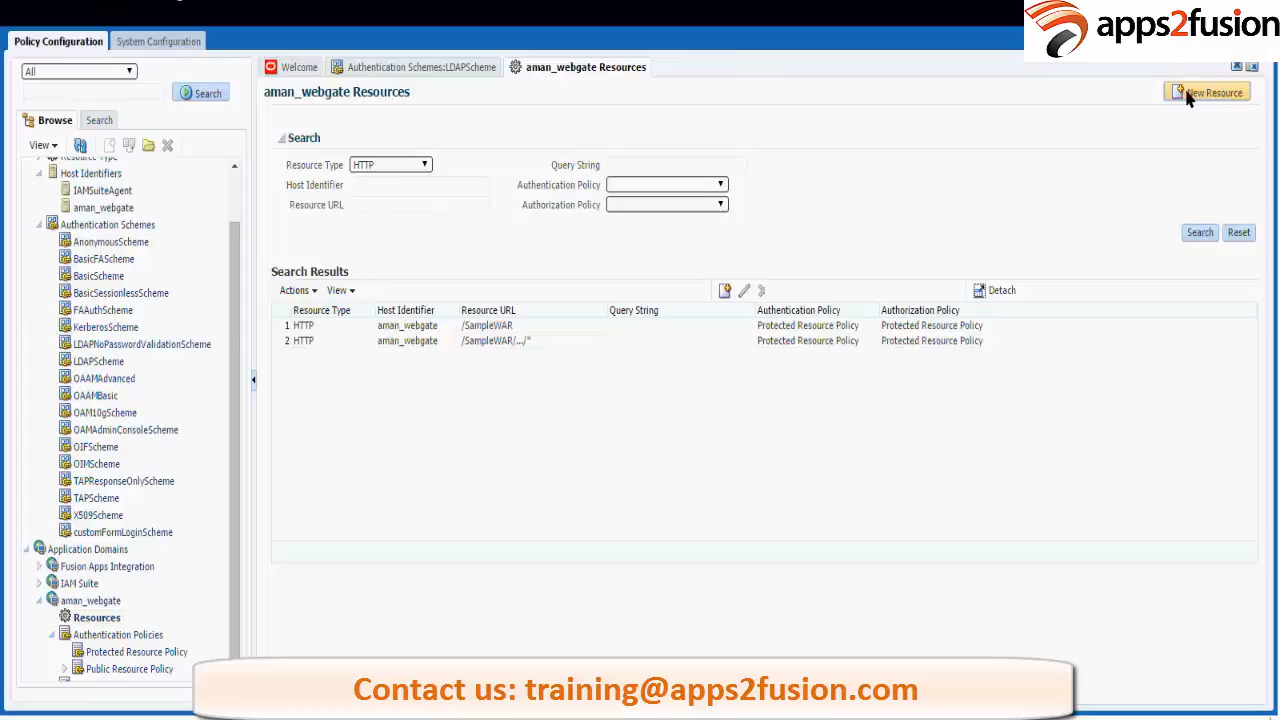 apps2fusion
Policy Configuration System Configuration
All
Search
Browse Search
View
Resource Type
Host Identifiers
IAMSuiteAgent
aman_webgate
Authentication Schemes
AnonymousScheme
BasicFAScheme
BasicScheme
BasicSessionlessScheme
FAAuthScheme
KerberosScheme
LDAPNoPasswordValidationScheme
LDAPScheme
OAAMAdvanced
OAAMBasic
OAM10gScheme
OAMAdminConsoleScheme
OIFScheme
OIMScheme
TAPResponseOnlyScheme
TAPScheme
X509Scheme
customFormLoginScheme
Application Domains
Fusion Apps Integration
IAM Suite
aman_webgate
Resources
Authentication Policies
Protected Resource Policy
Public Resource Policy
Welcome Authentication Schemes:LDAPScheme aman_webgate Resources
aman_webgate Resources New Resource
Search
Resource Type HTTP Query String
Host Identifier Authentication Policy
Resource URL Authorization Policy
Search Reset
Search Results
Actions View Detach
Resource Type Host Identifier Resource URL Query String Authentication Policy Authorization Policy
1 HTTP aman_webgate /SampleWAR Protected Resource Policy Protected Resource Policy
2 HTTP aman_webgate /SampleWAR/.../* Protected Resource Policy Protected Resource Policy
Contact us: training@apps2fusion.com